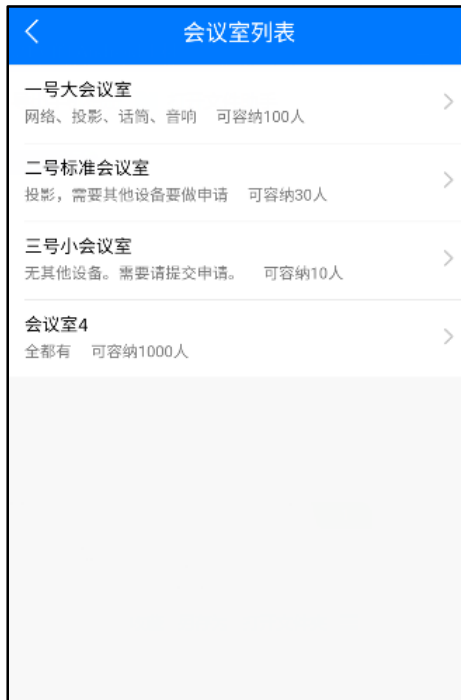 会议室列表
一号大会议室
网络、投影、话筒、音响 可容纳100人
二号标准会议室
投影，需要其他设备要做申请 可容纳30人
三号小会议室
无其他设备。需要请提交申请。 可容纳10人
会议室4
全都有 可容纳1000人